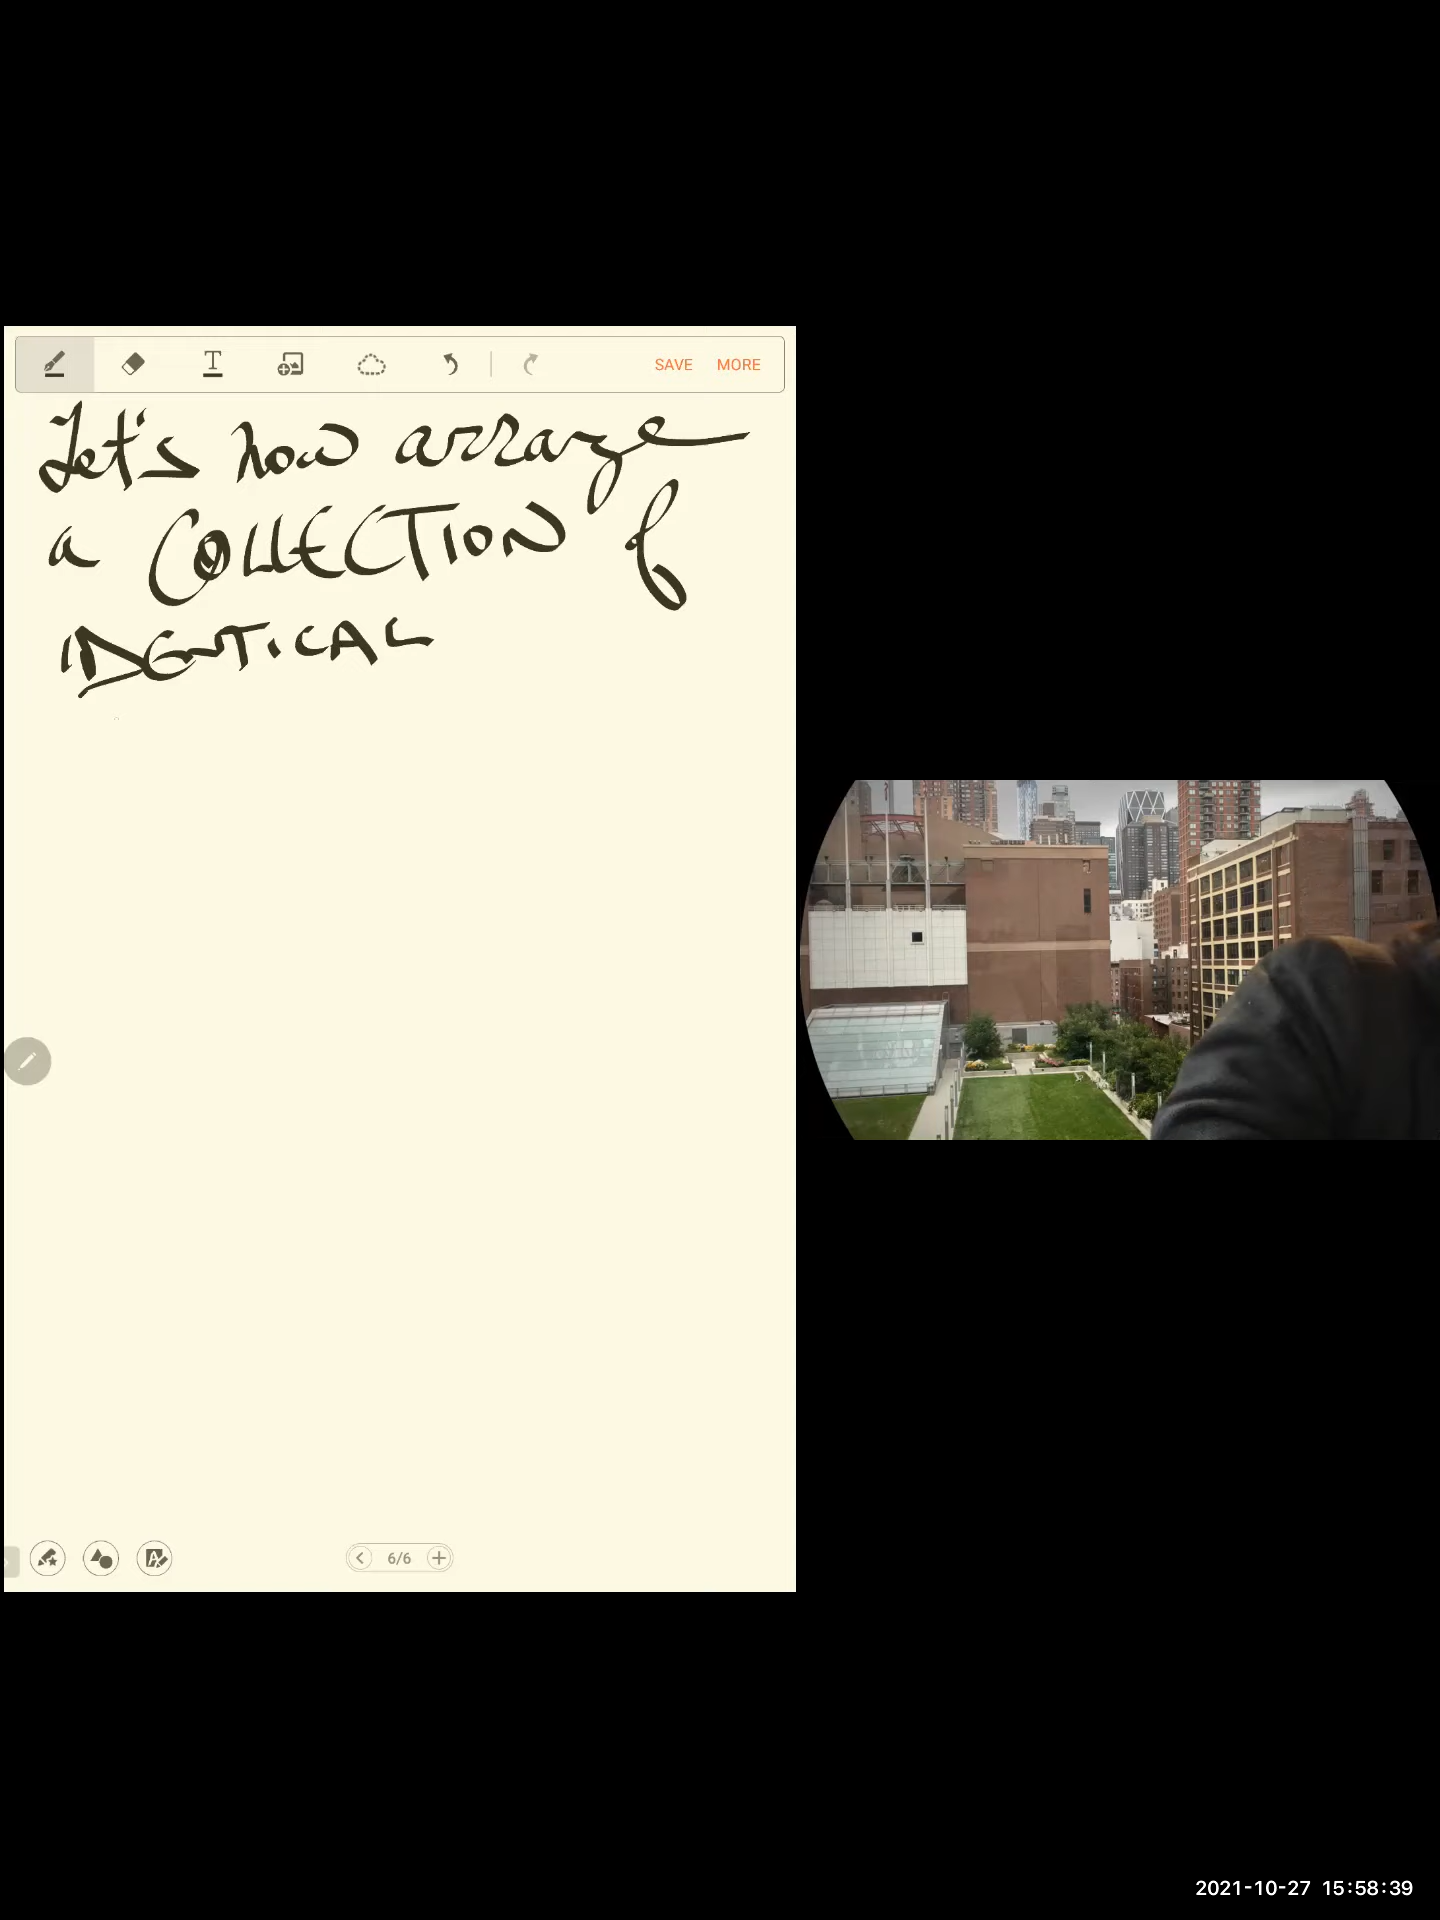 SAVE MORE
Let's now arrange
a COLLECTION of
IDENTICAL
6/6
2021-10-27 15:58:39